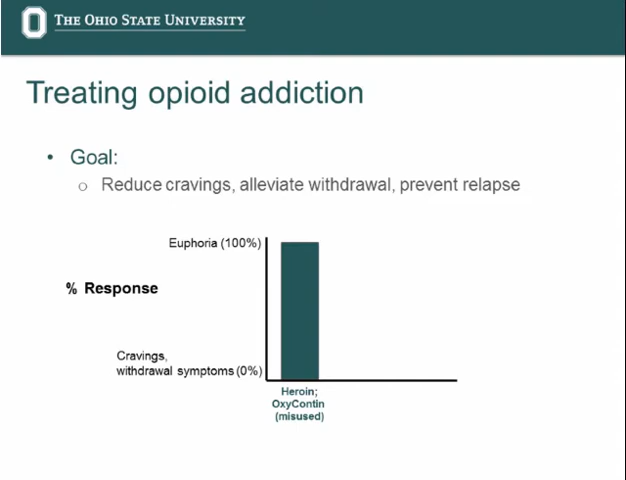 THE OHIO STATE UNIVERSITY
Treating opioid addiction
• Goal:
o Reduce cravings, alleviate withdrawal, prevent relapse
Euphoria (100%)
% Response
Cravings,
withdrawal symptoms (0%)
Heroin;
OxyContin
(misused)